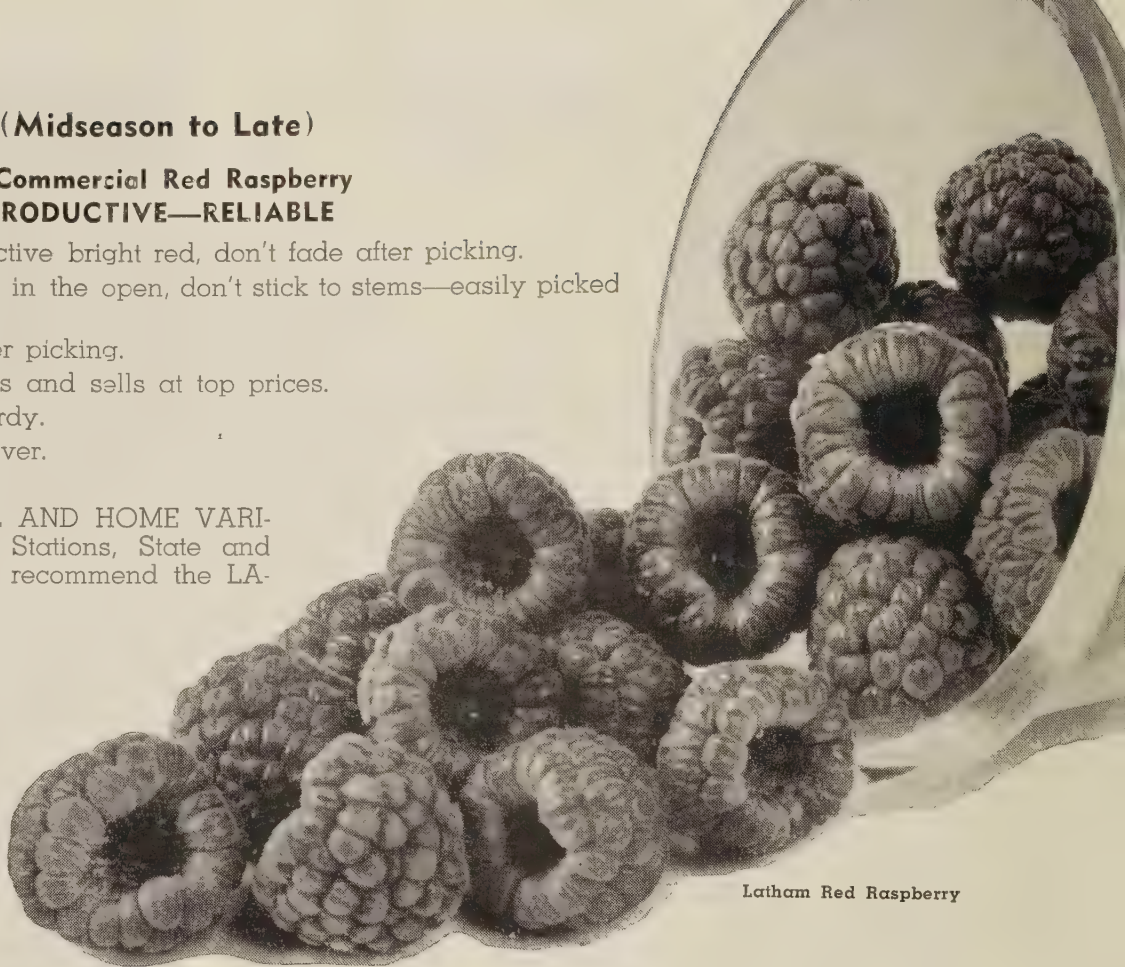 (Midseason to Late)
Commercial Red Raspberry
RODUCTIVE—RELIABLE
ctive bright red, don't fade after picking.
in the open, don't stick to stems—easily picked
er picking.
s and sells at top prices.
rdy.
ver.
. AND HOME VARI-
Stations, State and
recommend the LA-
Latham Red Raspberry